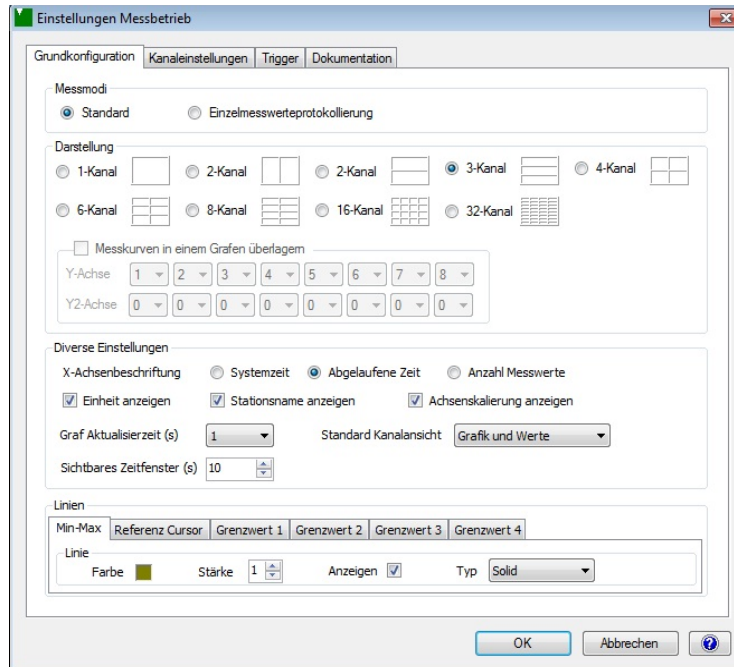 Einstellungen Messbetrieb
Grundkonfiguration Kanaleinstellungen Trigger Dokumentation
Messmodi
Standard Einzelmesswerteprotokollierung
Darstellung
1-Kanal 2-Kanal 2-Kanal 3-Kanal 4-Kanal
6-Kanal 8-Kanal 16-Kanal 32-Kanal
Messkurven in einem Grafen überlagern
Y-Achse 1 2 3 4 5 6 7 8
Y2-Achse 0 0 0 0 0 0 0 0
Diverse Einstellungen
X-Achsenbeschriftung Systemzeit Abgelaufene Zeit Anzahl Messwerte
Einheit anzeigen Stationsname anzeigen Achsenskalierung anzeigen
Graf Aktualisierzeit (s) 1 Standard Kanalansicht Grafik und Werte
Sichtbares Zeitfenster (s) 10
Linien
Min-Max Referenz Cursor Grenzwert 1 Grenzwert 2 Grenzwert 3 Grenzwert 4
Linie
Farbe Stärke 1 Anzeigen Typ Solid
OK Abbrechen ?